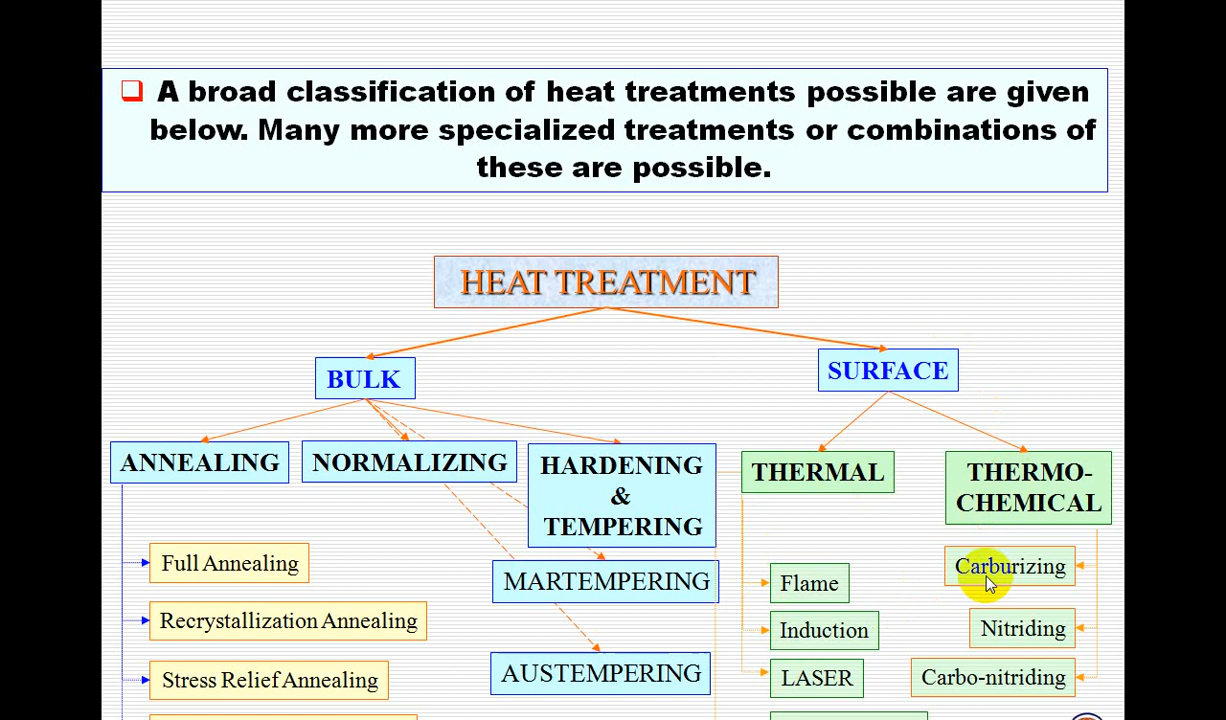 A broad classification of heat treatments possible are given
below. Many more specialized treatments or combinations of
these are possible.
HEAT TREATMENT
BULK
SURFACE
ANNEALING
NORMALIZING
HARDENING
&
TEMPERING
THERMAL
THERMO-
CHEMICAL
Full Annealing
Recrystallization Annealing
Stress Relief Annealing
MARTEMPERING
AUSTEMPERING
Flame
Induction
LASER
Carburizing
Nitriding
Carbo-nitriding